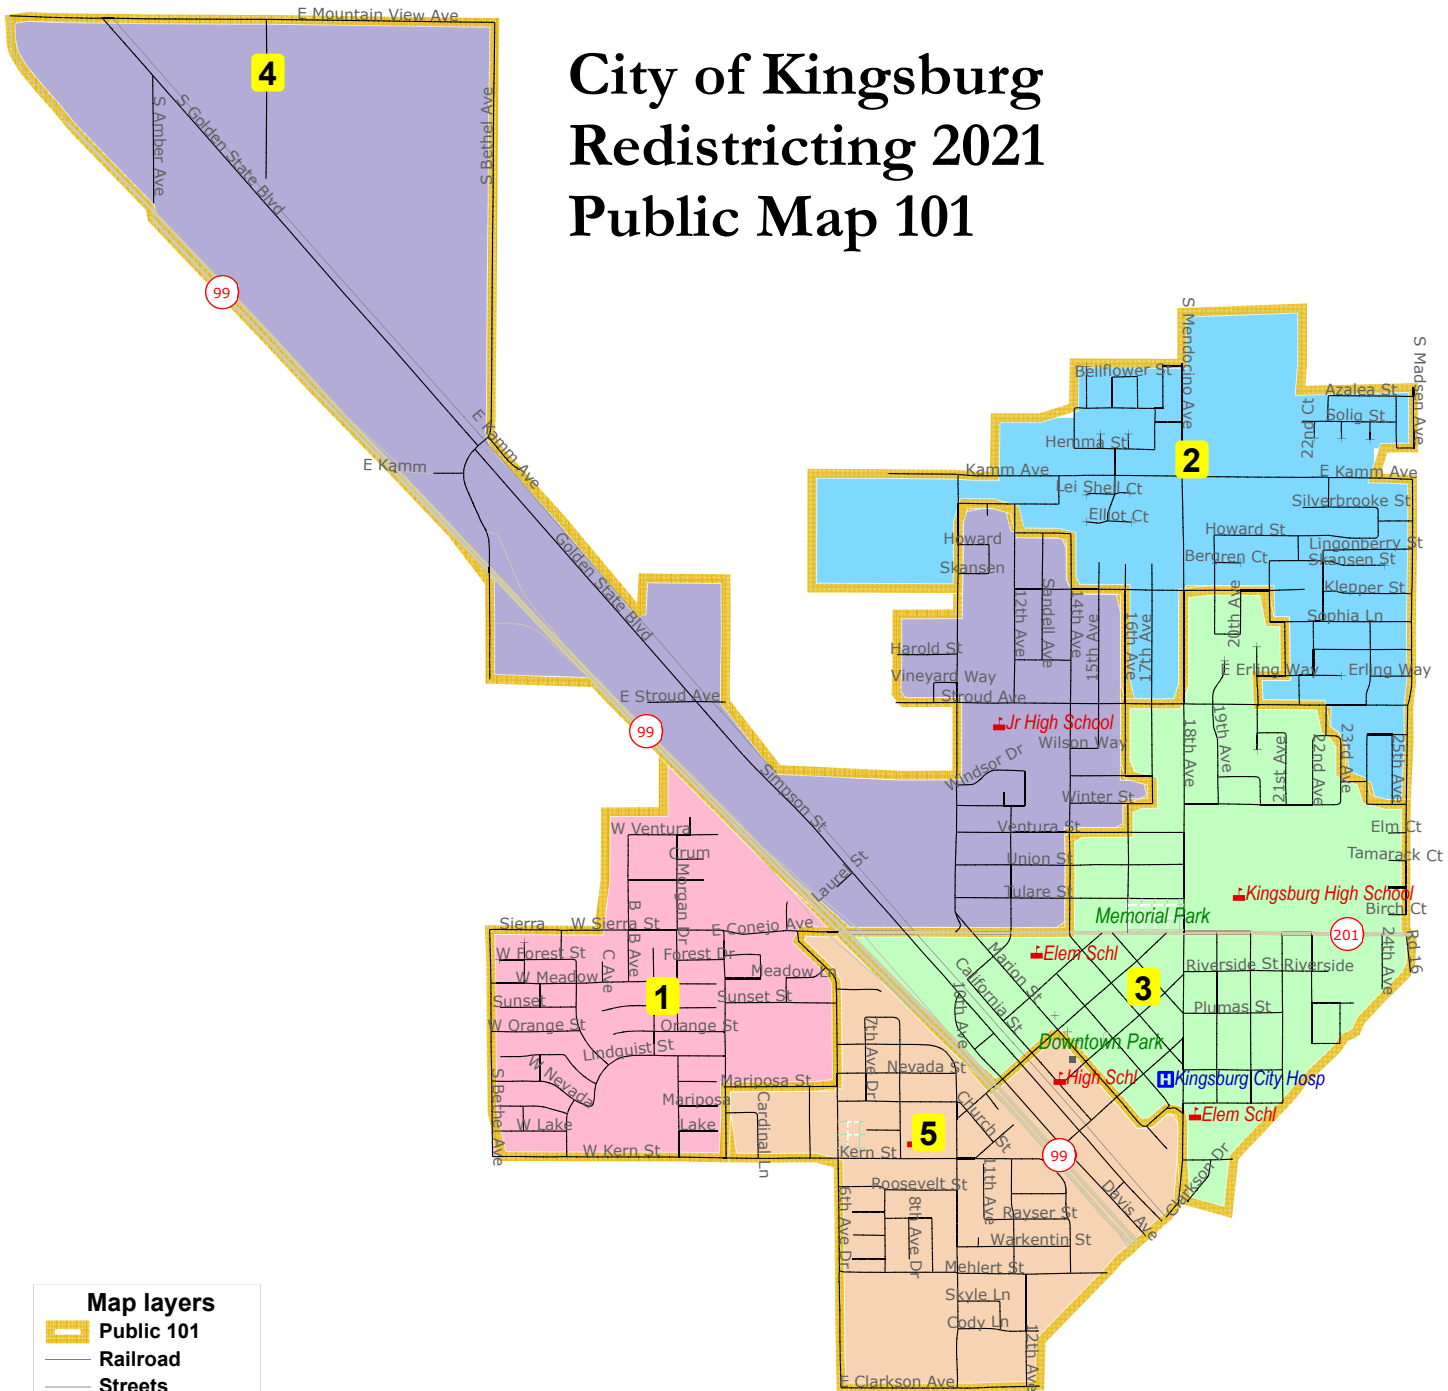 E Mountain View Ave
4
City of Kingsburg
Redistricting 2021
Public Map 101
S Amber Ave
S Golden State Blvd
S Bethel Ave
99
S Mendocino Ave
S Madsen Ave
Bellflower St
Azalea St
22nd Ct
Solig St
Hemma St
2
E Kamm Ave
E Kamm
Kamm Ave
E Kamm Ave
Lei Shell Ct
Silverbrooke St
Elliot Ct
Howard St
Howard
Lingonberry St
Bergren Ct
Skansen St
Skansen
Klepper St
Golden State Blvd
12th Ave
Sandell Ave
14th Ave
15th Ave
16th Ave
17th Ave
20th Ave
Sophia Ln
Harold St
E Erling Way
Erling Way
Vineyard Way
E Stroud Ave
Stroud Ave
99
Jr High School
18th Ave
19th Ave
Wilson Way
21st Ave
22nd Ave
23rd Ave
25th Ave
Windsor Dr
Simpson St
Winter St
W Ventura
Ventura St
Elm Ct
Crum
Morgan Dr
Laurel St
Union St
Tamarack Ct
Tulare St
Kingsburg High School
Birch Ct
Memorial Park
Sierra
W Sierra St
B Ave
B
E Conejo Ave
201
24th Ave
Rd 16
W Forest St
C Ave
Forest Dr
Marion St
Elem Schl
Riverside St
Riverside
W Meadow
Meadow Ln
California St
10th Ave
3
Sunset
1
Sunset St
Plumas St
W Orange St
Orange St
7th Ave Dr
Downtown Park
Lindquist St
W Nevada
Nevada St
High Schl
Kingsburg City Hosp
H
S Bethel Ave
Mariposa St
Mariposa
Cardinal Ln
Church St
Elem Schl
W Lake
Lake
5
W Kern St
Kern St
99
Clarkson Dr
Roosevelt St
11th Ave
Davis Ave
6th Ave Dr
8th Ave Dr
Rayser St
Warkentin St
Mehlert St
Skyle Ln
Cody Ln
12th Ave
E Clarkson Ave
Map layers
Public 101
Railroad
Streets